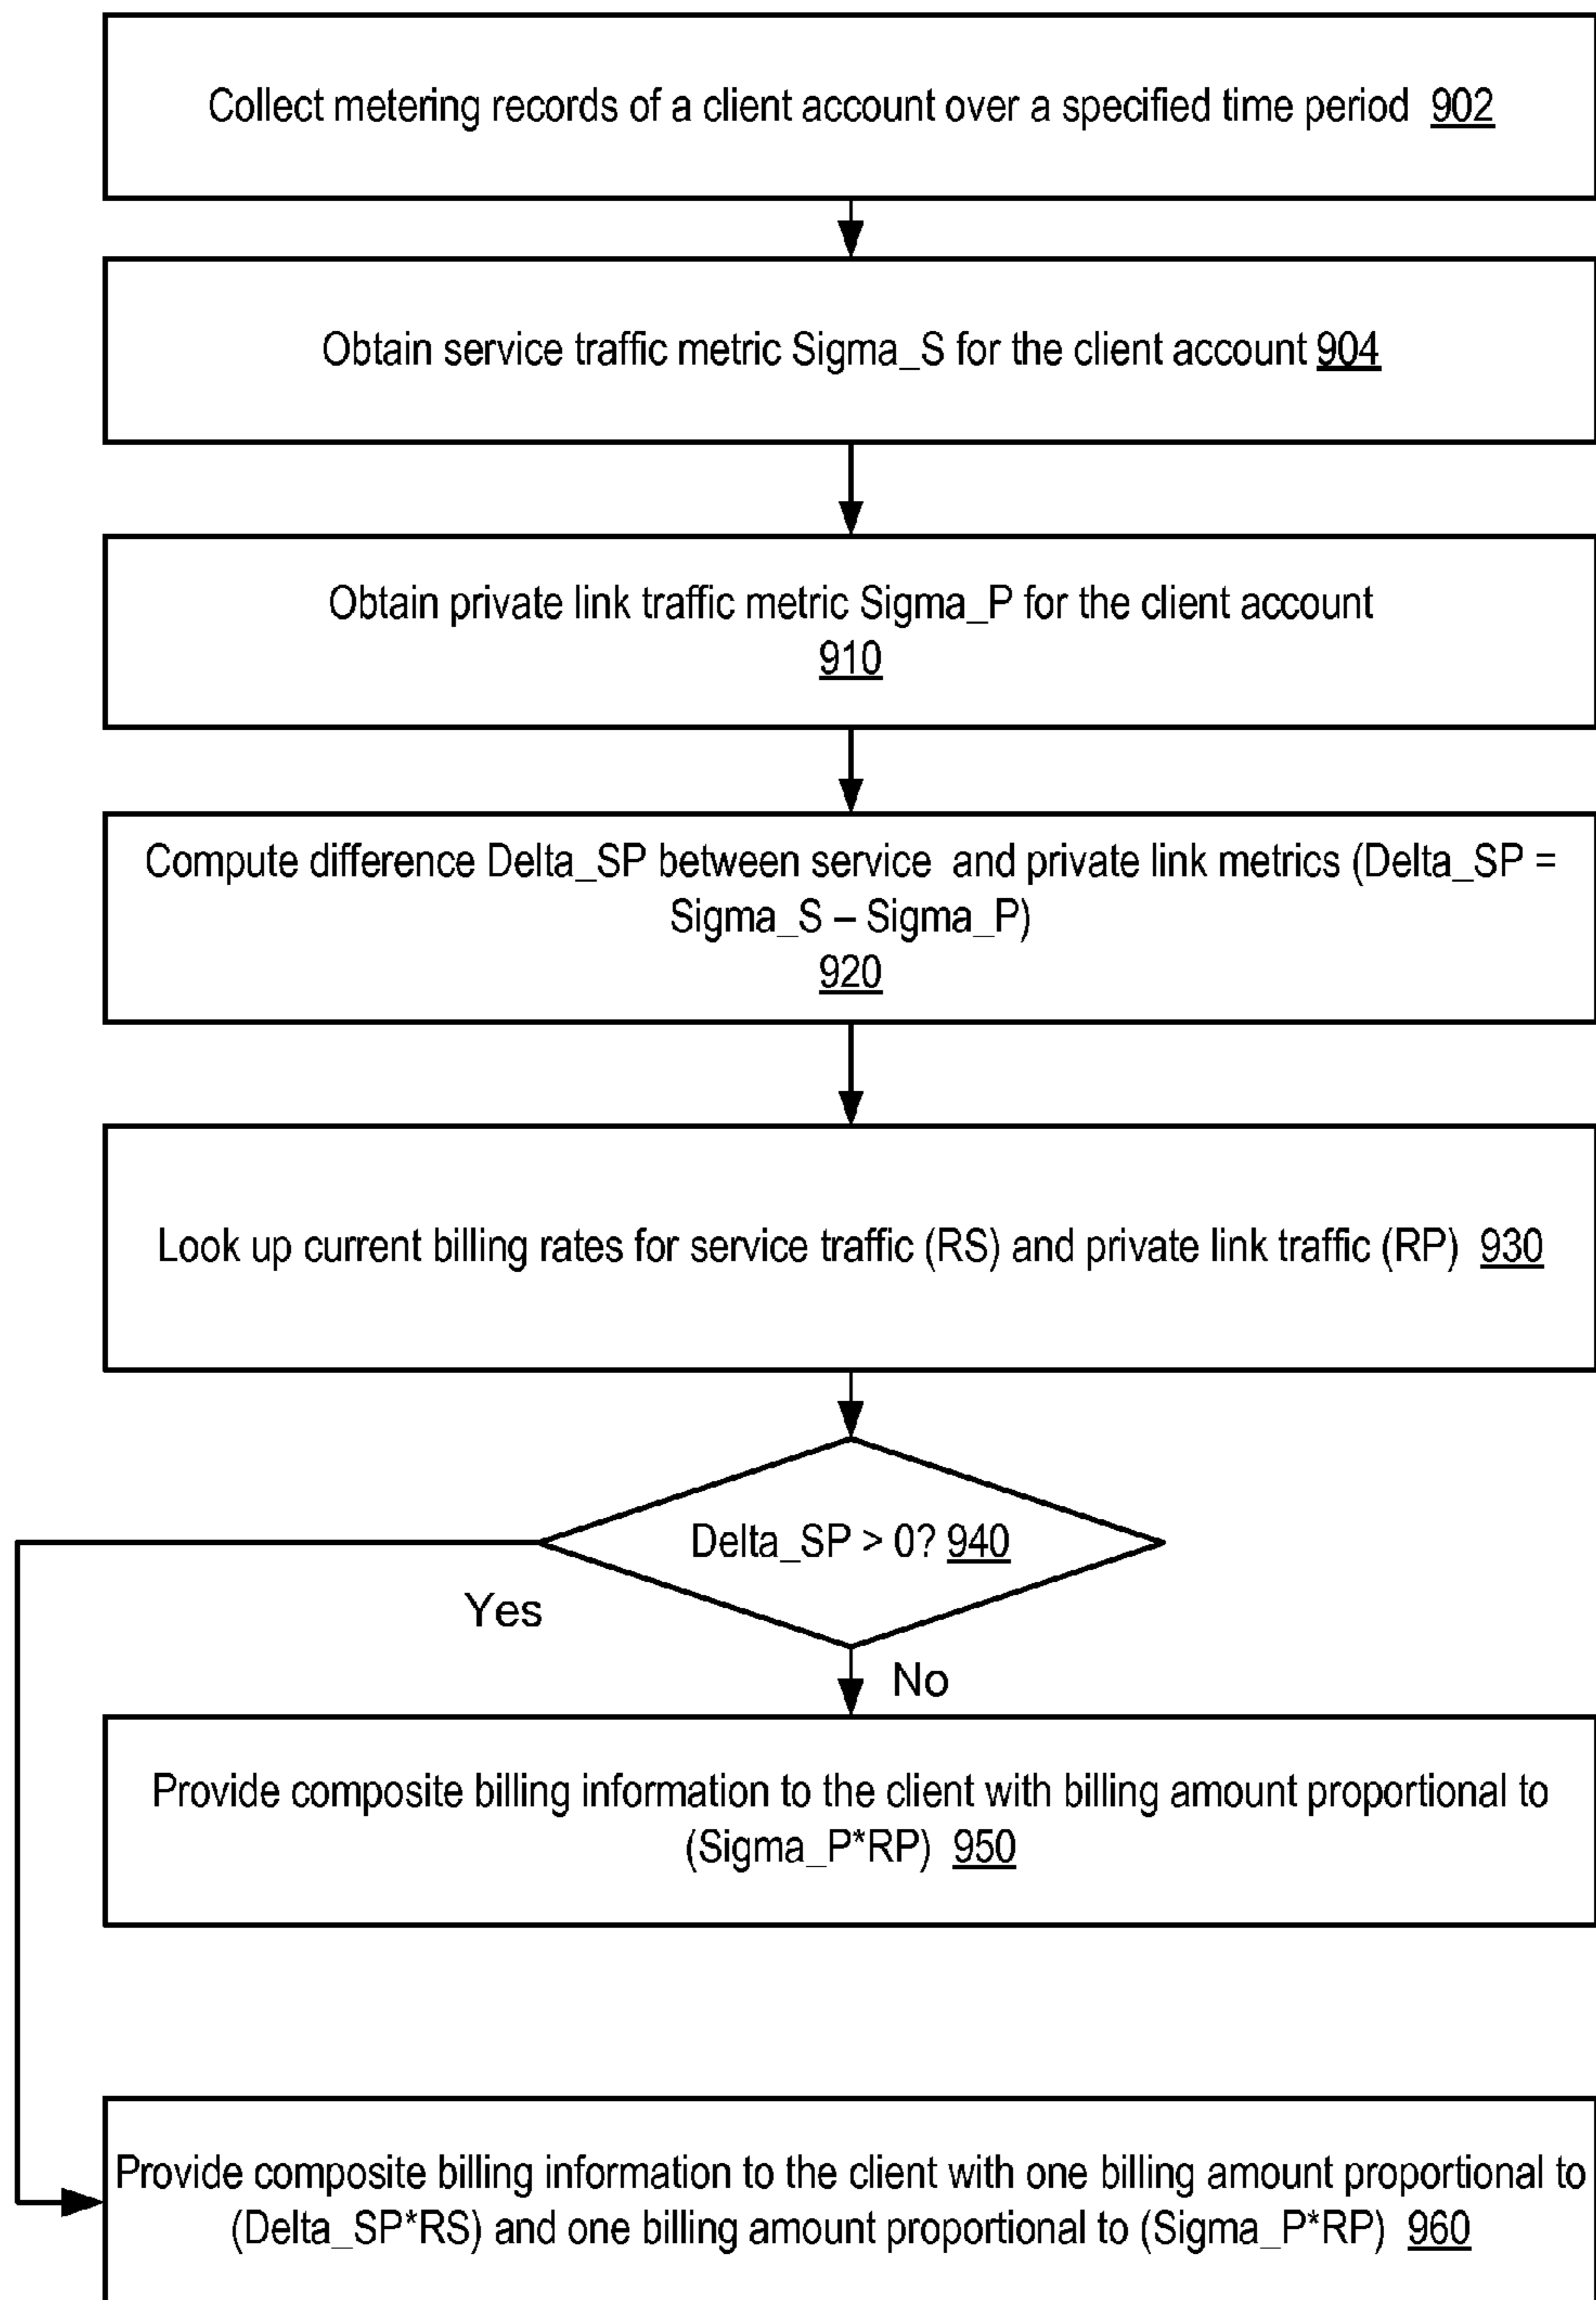 Collect metering records of a client account over a specified time period 902
Obtain service traffic metric Sigma_S for the client account 904
Obtain private link traffic metric Sigma_P for the client account
910
Compute difference Delta_SP between service and private link metrics (Delta_SP =
Sigma_S – Sigma_P)
920
Look up current billing rates for service traffic (RS) and private link traffic (RP) 930
Delta_SP > 0? 940
Yes
No
Provide composite billing information to the client with billing amount proportional to
(Sigma_P*RP) 950
Provide composite billing information to the client with one billing amount proportional to
(Delta_SP*RS) and one billing amount proportional to (Sigma_P*RP) 960